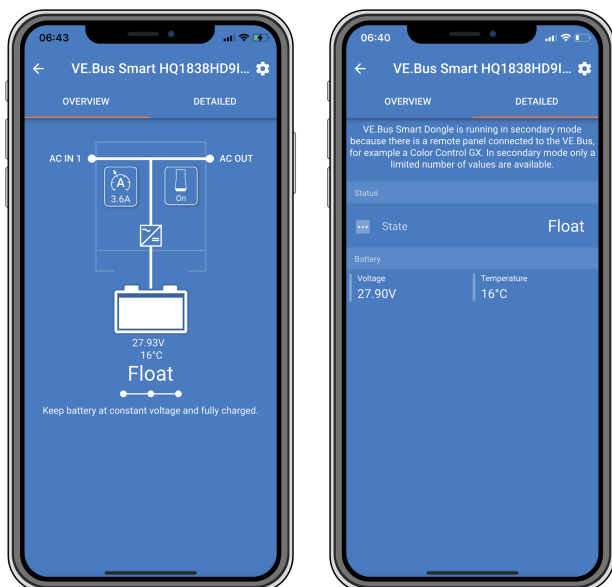 06:43
VE.Bus Smart HQ1838HD9I...
OVERVIEW DETAILED
AC IN 1 AC OUT
(A)
3.6A On
27.93V
16°C
Float
Keep battery at constant voltage and fully charged.
06:40
VE.Bus Smart HQ1838HD9I...
OVERVIEW DETAILED
VE.Bus Smart Dongle is running in secondary mode
because there is a remote panel connected to the VE.Bus,
for example a Color Control GX. In secondary mode only a
limited number of values are available.
Status
State Float
Battery
Voltage Temperature
27.90V 16°C